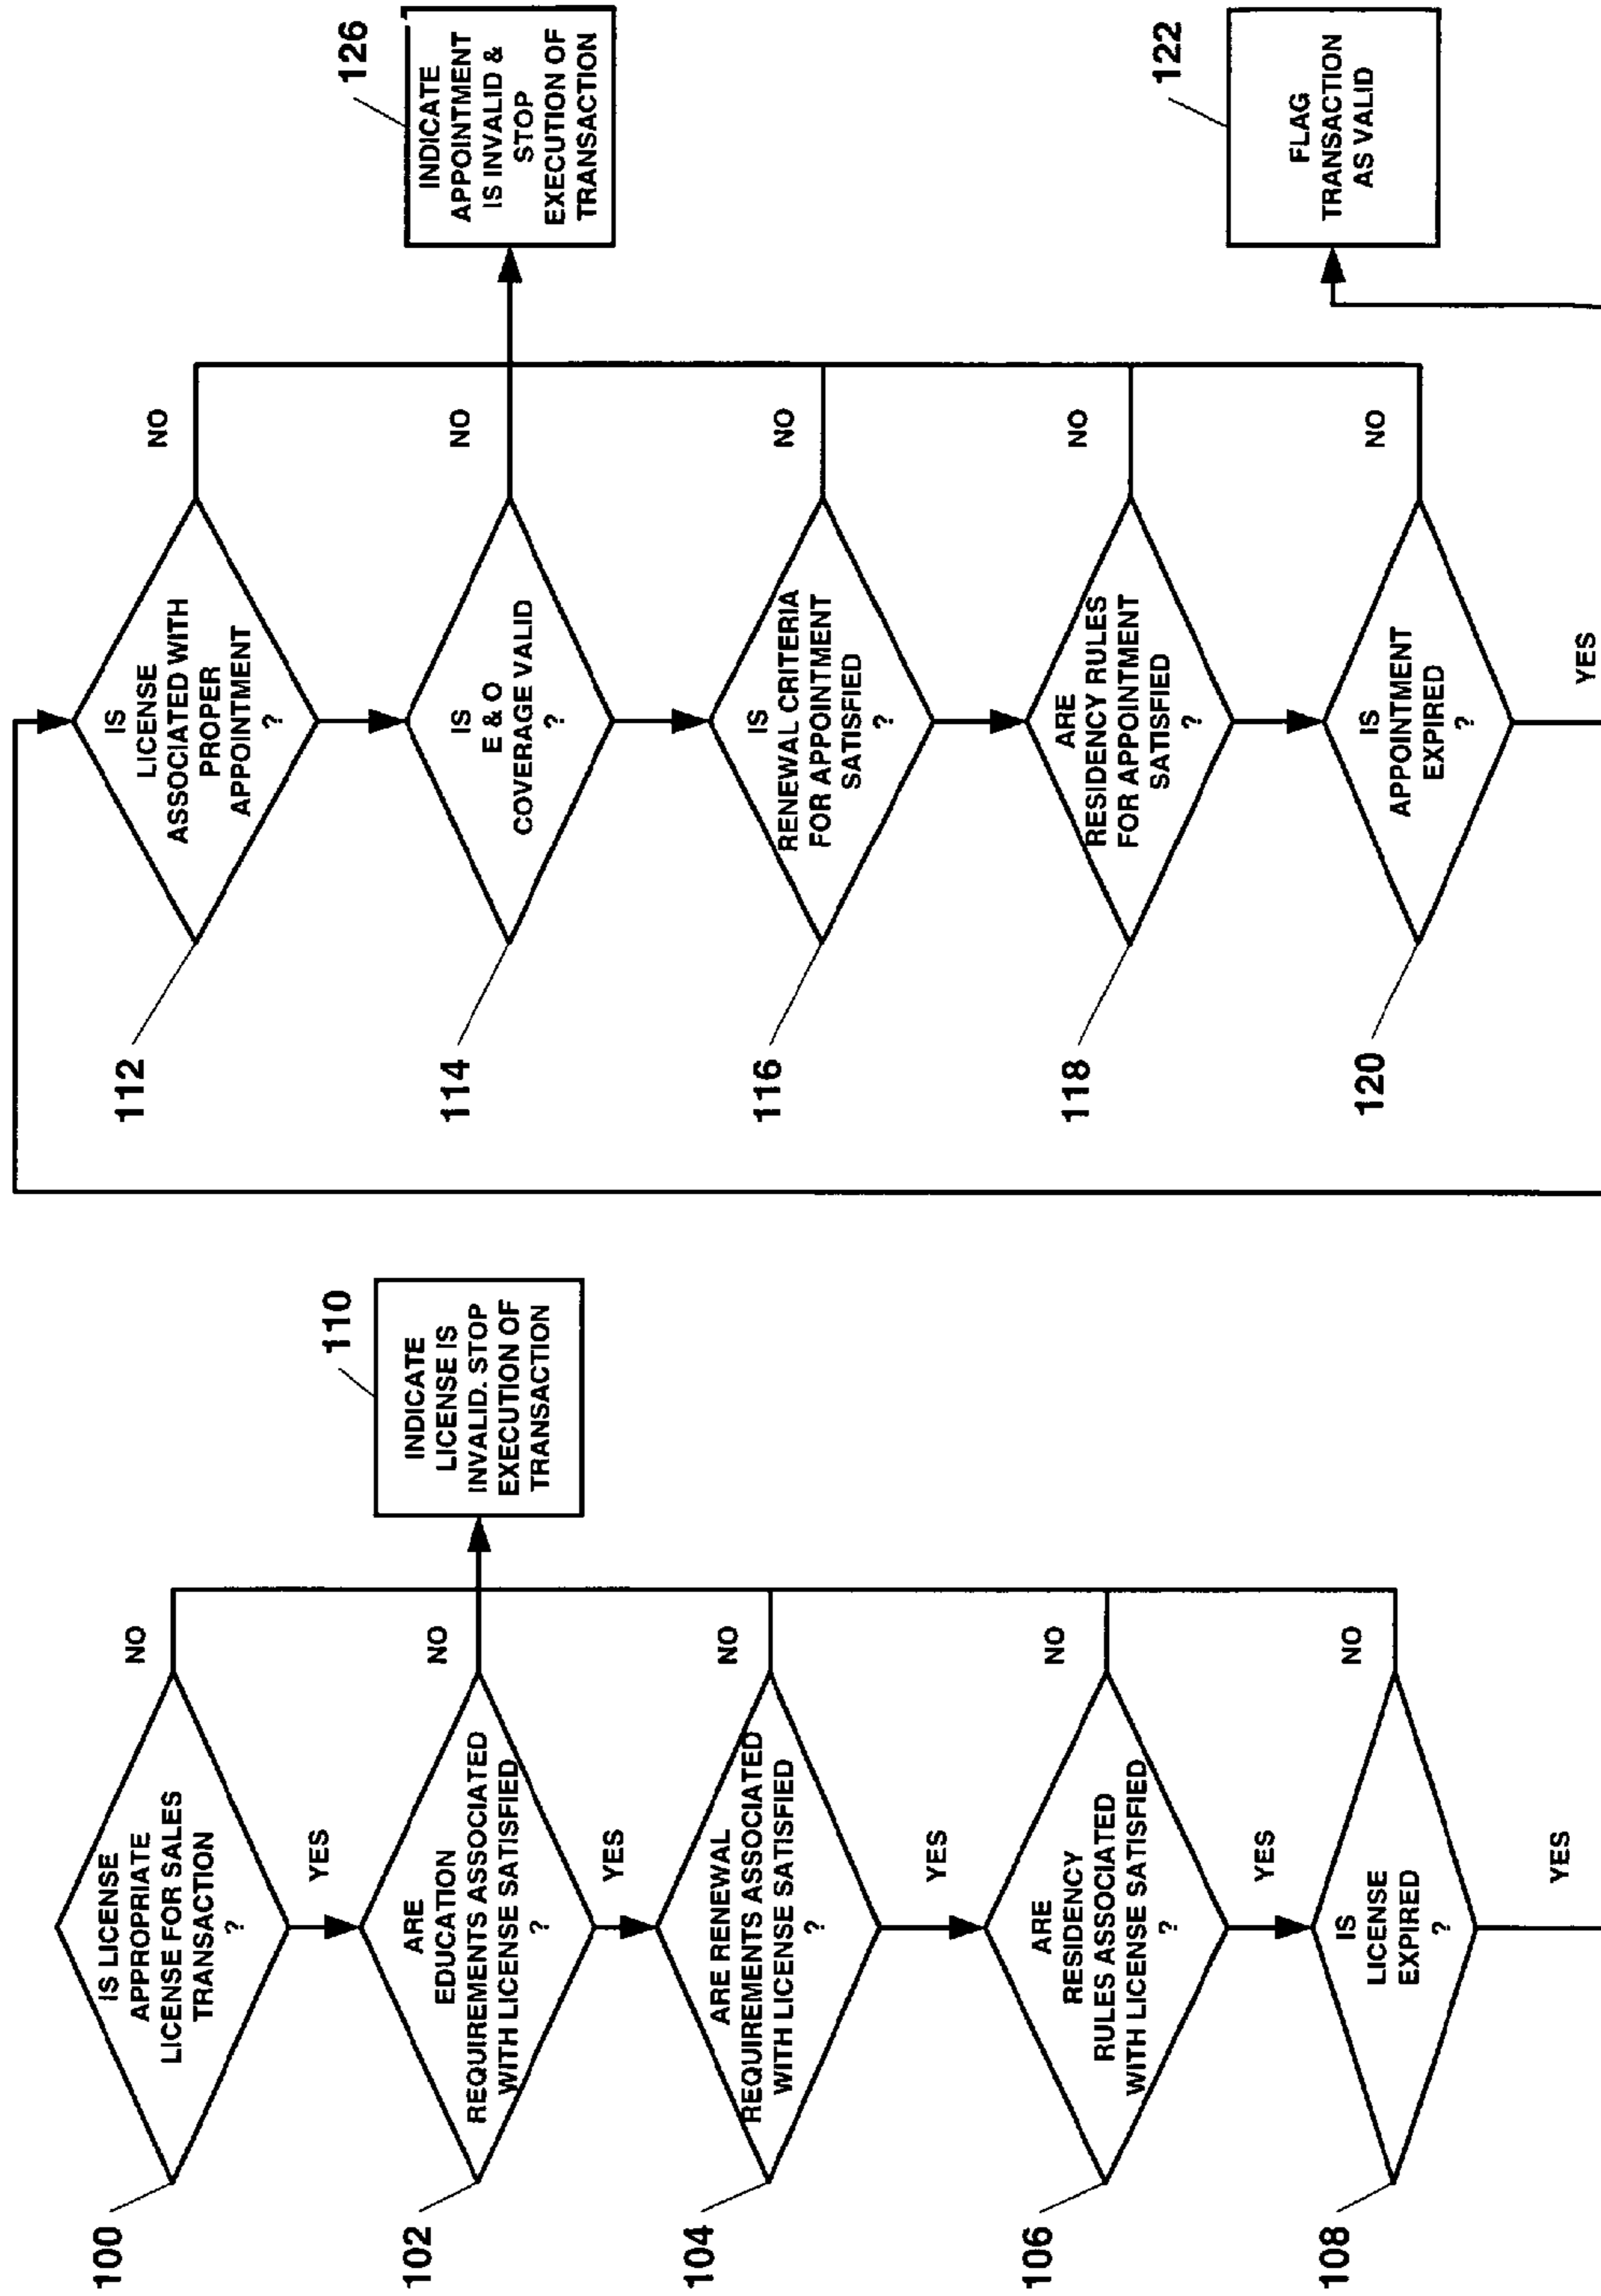 100
IS LICENSE
APPROPRIATE
LICENSE FOR SALES
TRANSACTION
?
NO
YES
102
ARE
EDUCATION
REQUIREMENTS ASSOCIATED
WITH LICENSE SATISFIED
?
NO
110
INDICATE
LICENSE IS
INVALID. STOP
EXECUTION OF
TRANSACTION
YES
104
ARE RENEWAL
REQUIREMENTS ASSOCIATED
WITH LICENSE SATISFIED
?
NO
YES
106
ARE
RESIDENCY
RULES ASSOCIATED
WITH LICENSE SATISFIED
?
NO
YES
108
IS
LICENSE
EXPIRED
?
NO
YES
112
IS
LICENSE
ASSOCIATED WITH
PROPER
APPOINTMENT
?
NO
114
IS
E & O
COVERAGE VALID
?
NO
126
INDICATE
APPOINTMENT
IS INVALID &
STOP
EXECUTION OF
TRANSACTION
116
IS
RENEWAL CRITERIA
FOR APPOINTMENT
SATISFIED
?
NO
118
ARE
RESIDENCY RULES
FOR APPOINTMENT
SATISFIED
?
NO
120
IS
APPOINTMENT
EXPIRED
?
NO
YES
122
FLAG
TRANSACTION
AS VALID